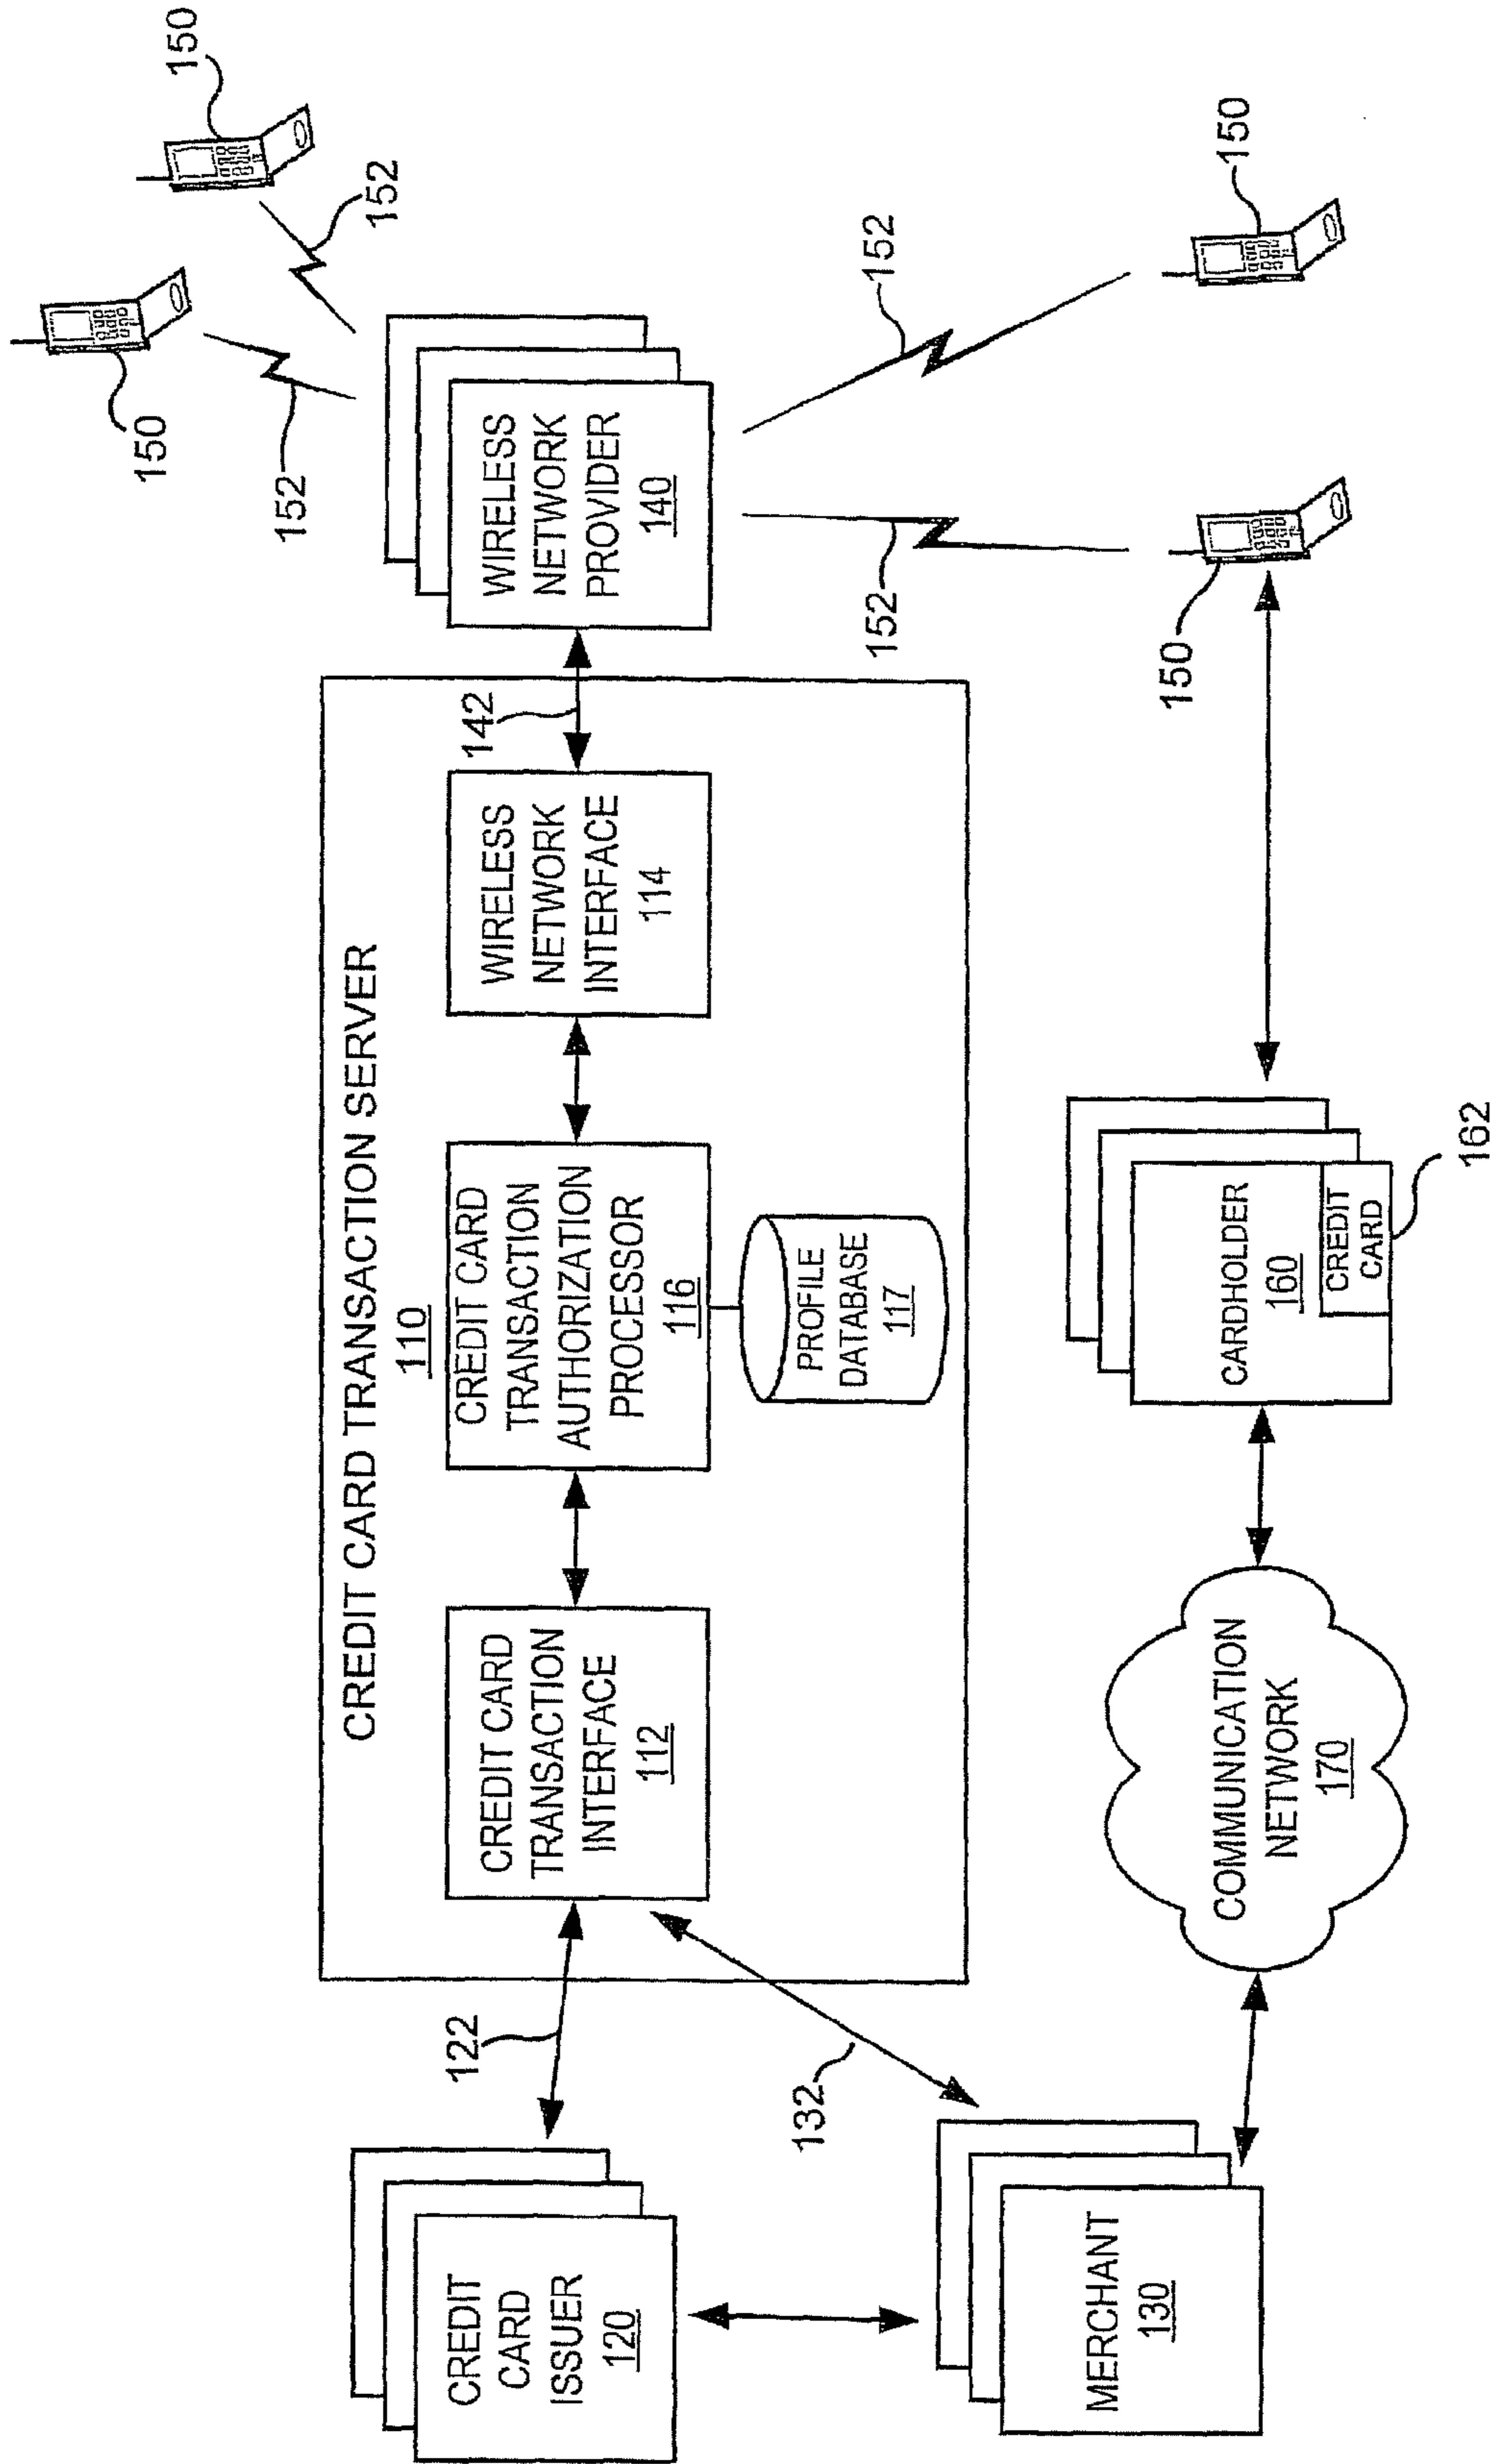 CREDIT CARD TRANSACTION SERVER
110
CREDIT
CARD
ISSUER
120
122
CREDIT CARD
TRANSACTION
INTERFACE
112
CREDIT CARD
TRANSACTION
AUTHORIZATION
PROCESSOR
116
PROFILE
DATABASE
117
WIRELESS
NETWORK
INTERFACE
114
142
WIRELESS
NETWORK
PROVIDER
140
152
150
152
150
152
150
152
150
132
MERCHANT
130
COMMUNICATION
NETWORK
170
CARDHOLDER
160
CREDIT
CARD
162